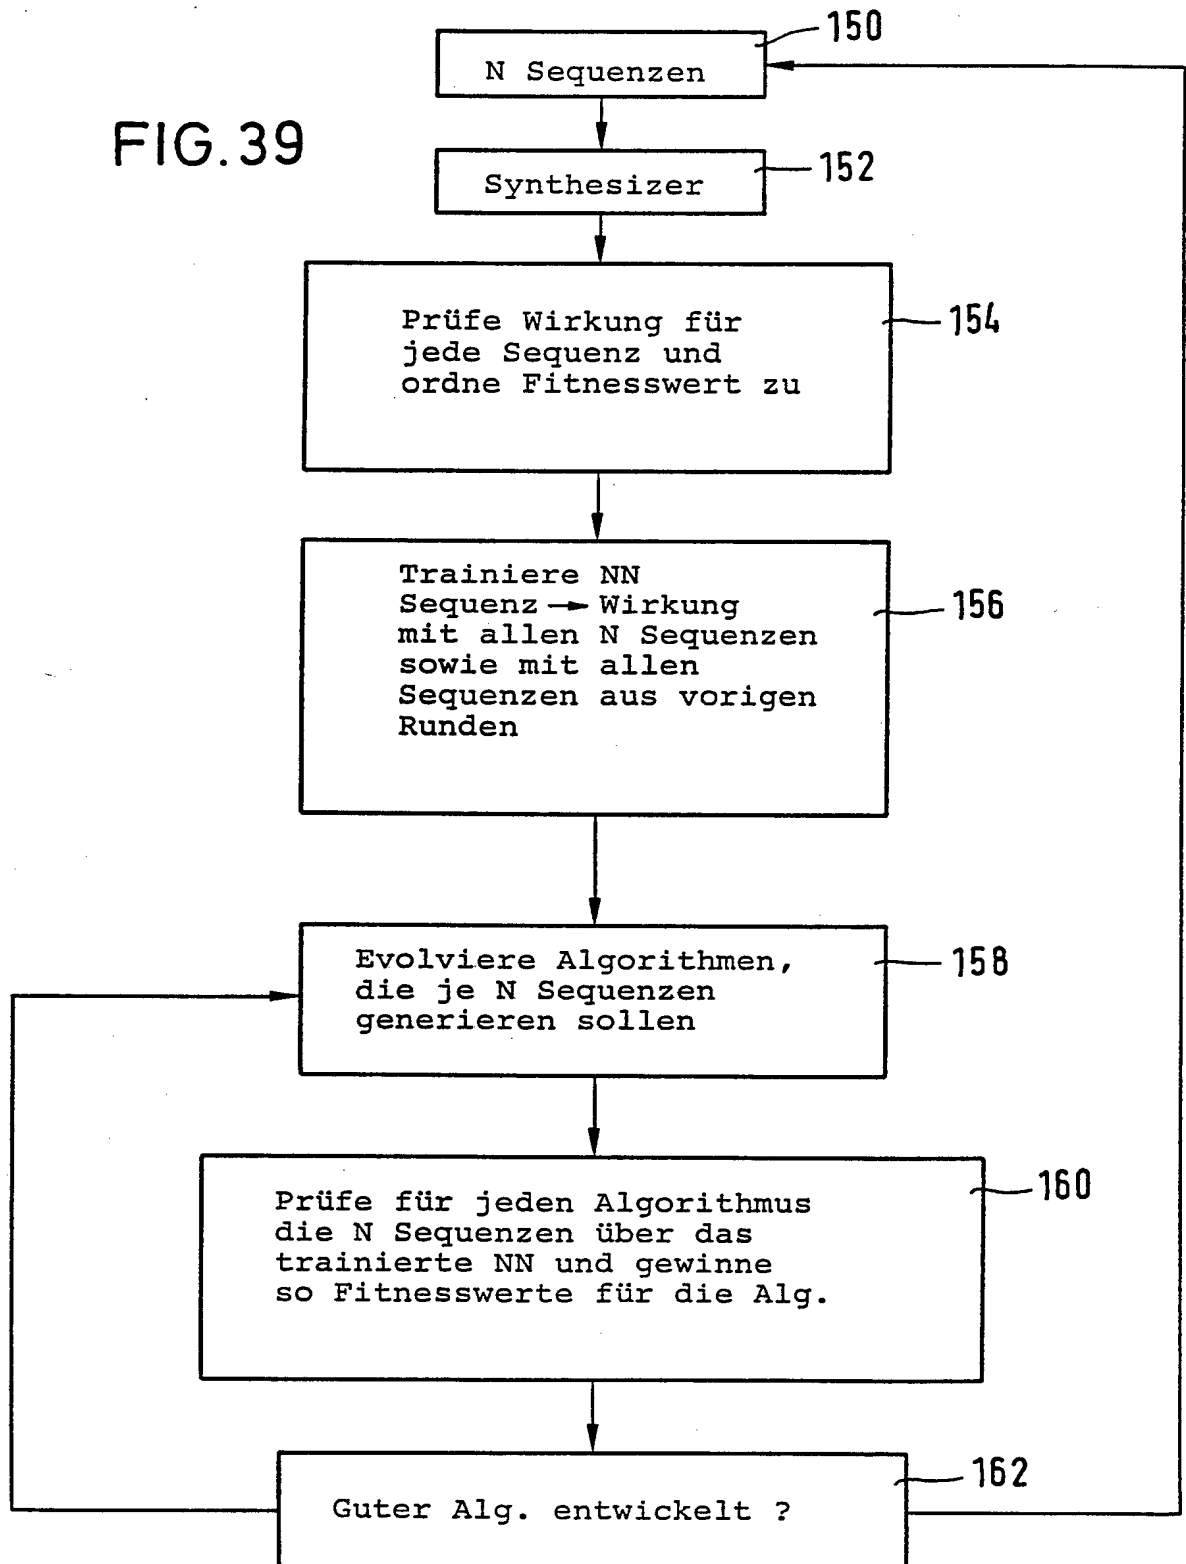 150
N Sequenzen
FIG.39
152
Synthesizer
154
Prüfe Wirkung für
jede Sequenz und
ordne Fitnesswert zu
156
Trainiere NN
Sequenz → Wirkung
mit allen N Sequenzen
sowie mit allen
Sequenzen aus vorigen
Runden
158
Evolviere Algorithmen,
die je N Sequenzen
generieren sollen
160
Prüfe für jeden Algorithmus
die N Sequenzen über das
trainierte NN und gewinne
so Fitnesswerte für die Alg.
162
Guter Alg. entwickelt ?